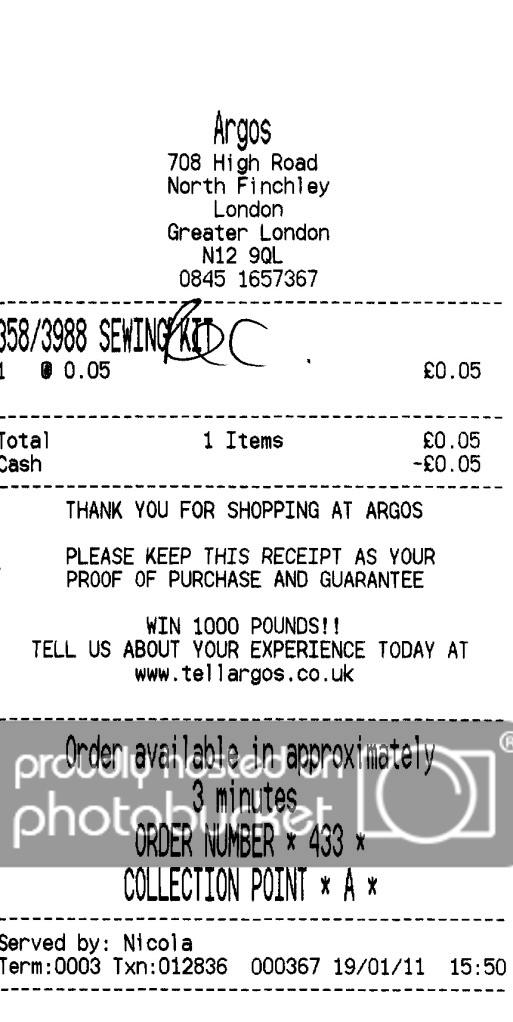 Argos
708 High Road
North Finchley
London
Greater London
N12 9QL
0845 1657367
358/3988 SEWING KIT
1 @ 0.05 £0.05
Total 1 Items £0.05
Cash -£0.05
THANK YOU FOR SHOPPING AT ARGOS
PLEASE KEEP THIS RECEIPT AS YOUR
PROOF OF PURCHASE AND GUARANTEE
WIN 1000 POUNDS!!
TELL US ABOUT YOUR EXPERIENCE TODAY AT
www.tellargos.co.uk
Order available in approximately
proudly hosted on
3 minutes
photobucket
ORDER NUMBER * 433 *
COLLECTION POINT * A *
Served by: Nicola
Term:0003 Txn:012836 000367 19/01/11 15:50